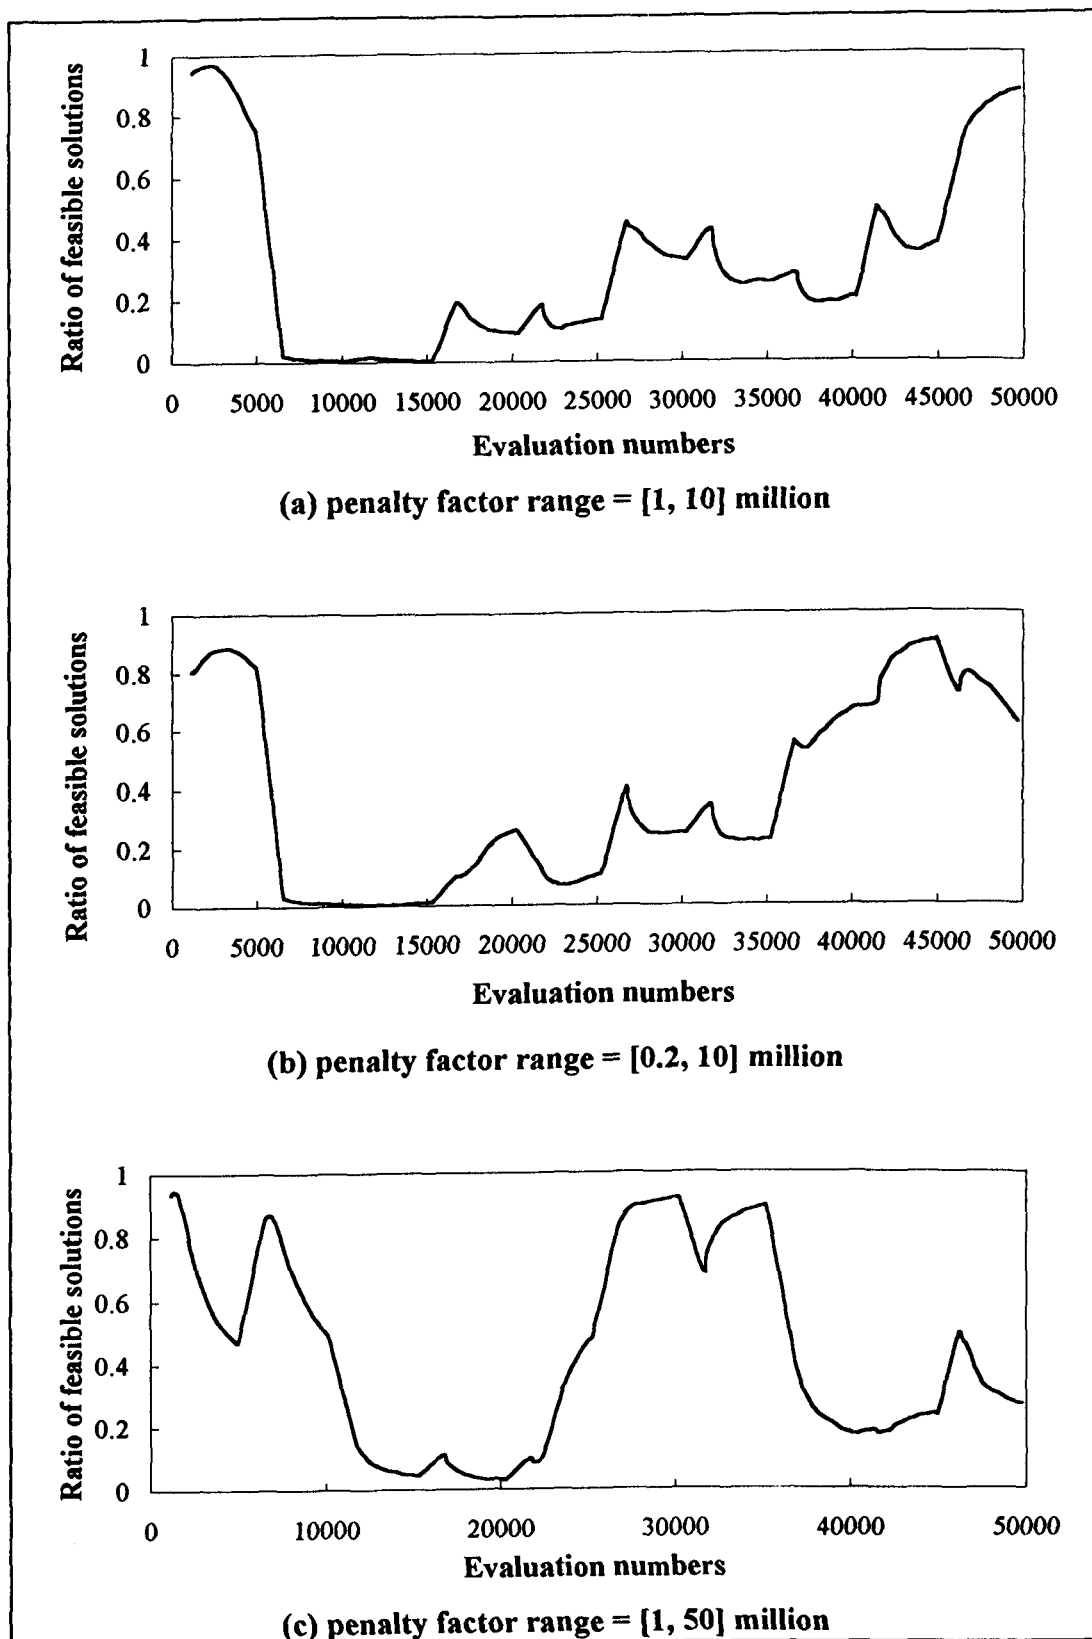 Ratio of feasible solutions
1
0.8
0.6
0.4
0.2
0
0 5000 10000 15000 20000 25000 30000 35000 40000 45000 50000
Evaluation numbers
(a) penalty factor range = [1, 10] million
Ratio of feasible solutions
1
0.8
0.6
0.4
0.2
0
0 5000 10000 15000 20000 25000 30000 35000 40000 45000 50000
Evaluation numbers
(b) penalty factor range = [0.2, 10] million
Ratio of feasible solutions
1
0.8
0.6
0.4
0.2
0
0 10000 20000 30000 40000 50000
Evaluation numbers
(c) penalty factor range = [1, 50] million